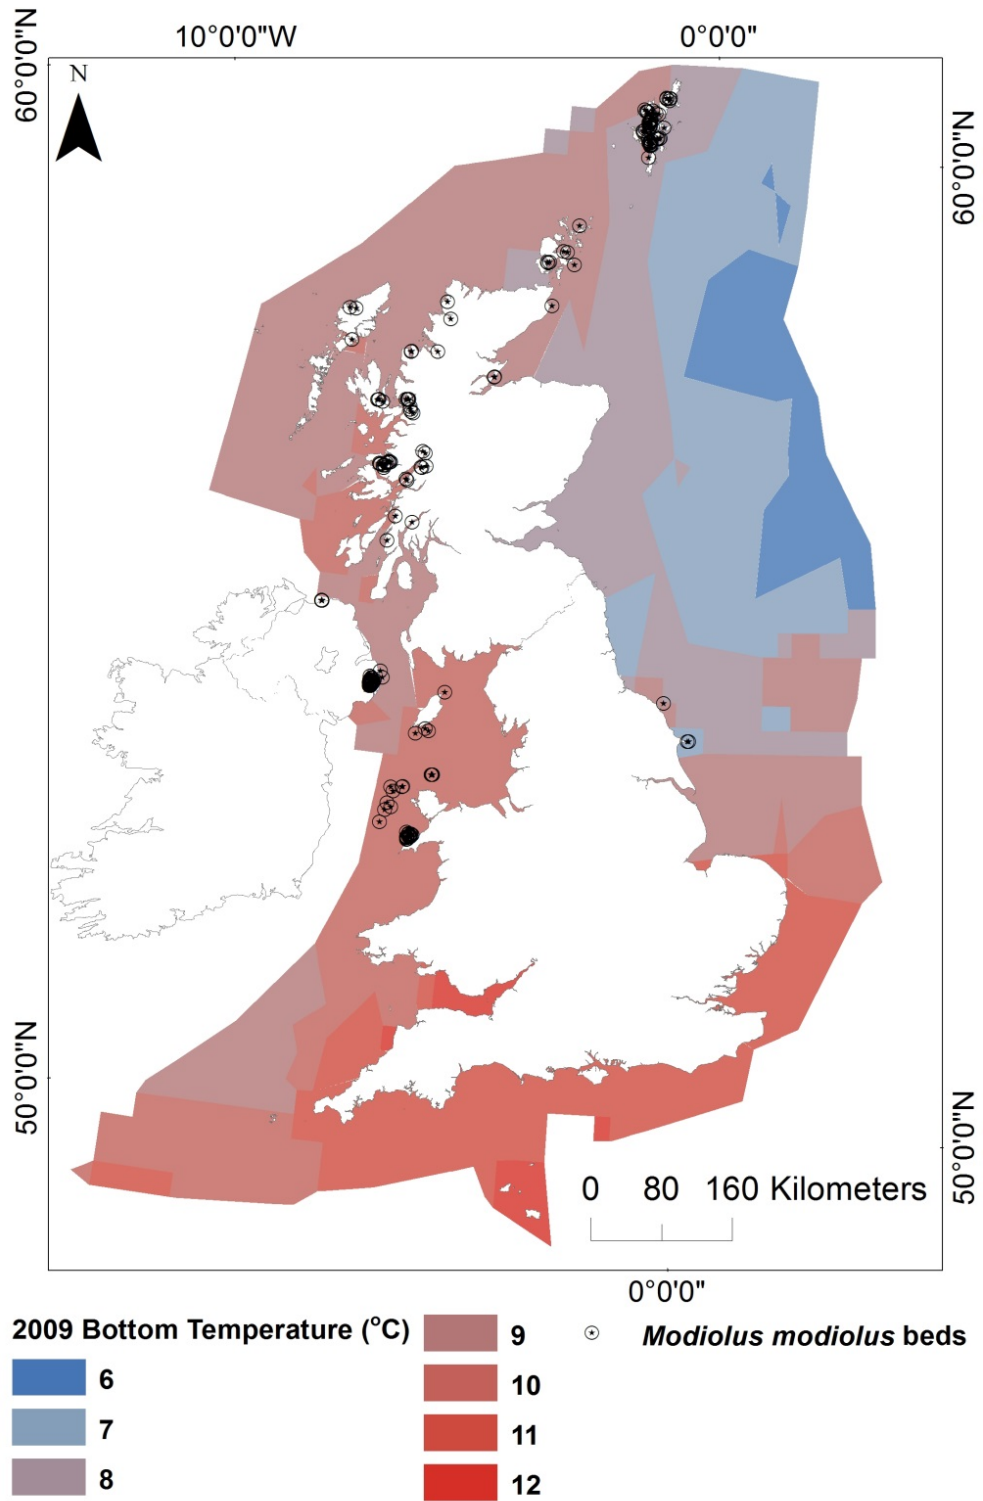 10°0'0"W 0°0'0"
60°0'0"N
N
60°0'0"N
50°0'0"N
50°0'0"N
0 80 160 Kilometers
0°0'0"
2009 Bottom Temperature (°C)
6
7
8
9
10
11
12
Modiolus modiolus beds